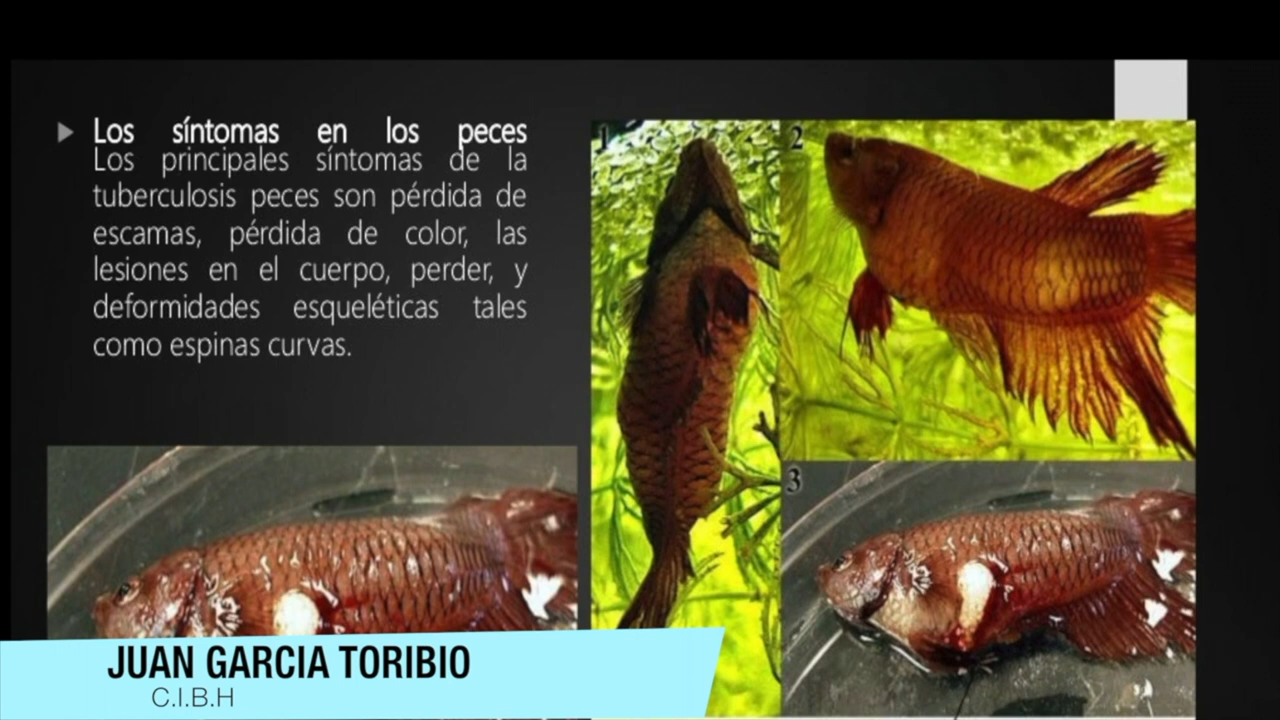 Los síntomas en los peces
Los principales síntomas de la
tuberculosis peces son pérdida de
escamas, pérdida de color, las
lesiones en el cuerpo, perder, y
deformidades esqueléticas tales
como espinas curvas.
1
2
3
JUAN GARCIA TORIBIO
C.I.B.H